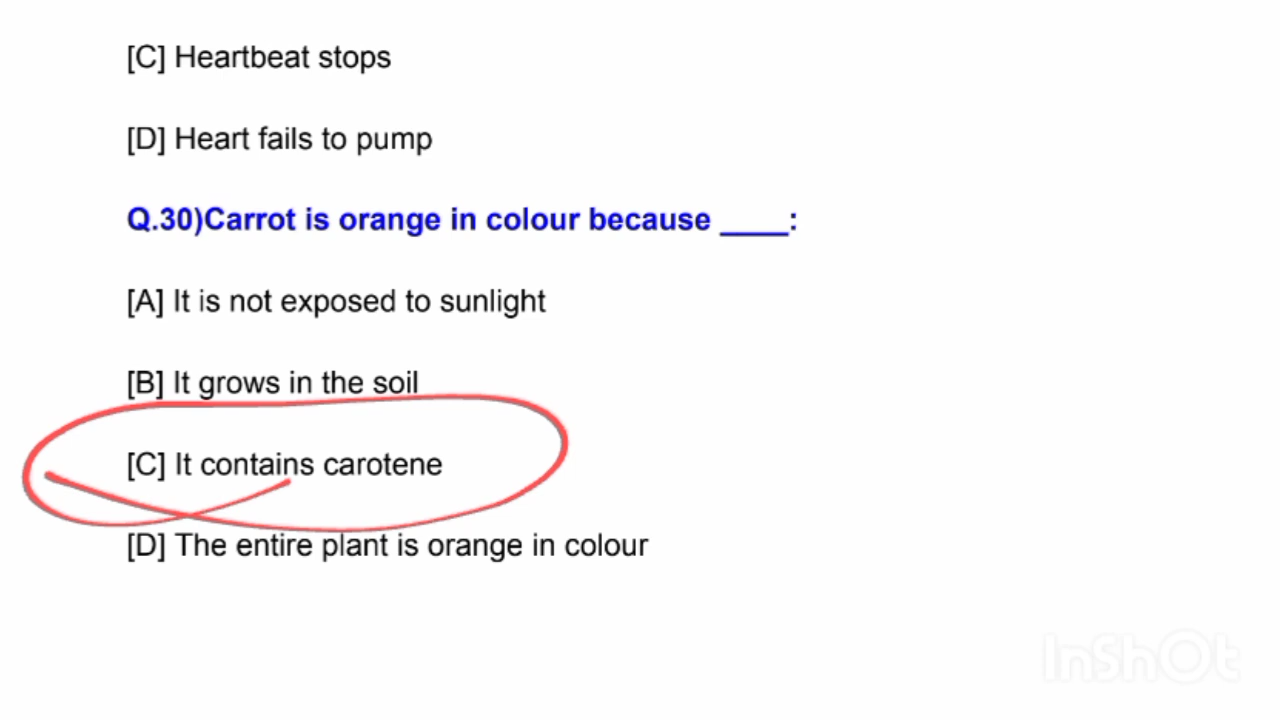 [C] Heartbeat stops
[D] Heart fails to pump
Q.30)Carrot is orange in colour because ____:
[A] It is not exposed to sunlight
[B] It grows in the soil
[C] It contains carotene
[D] The entire plant is orange in colour
InShOt